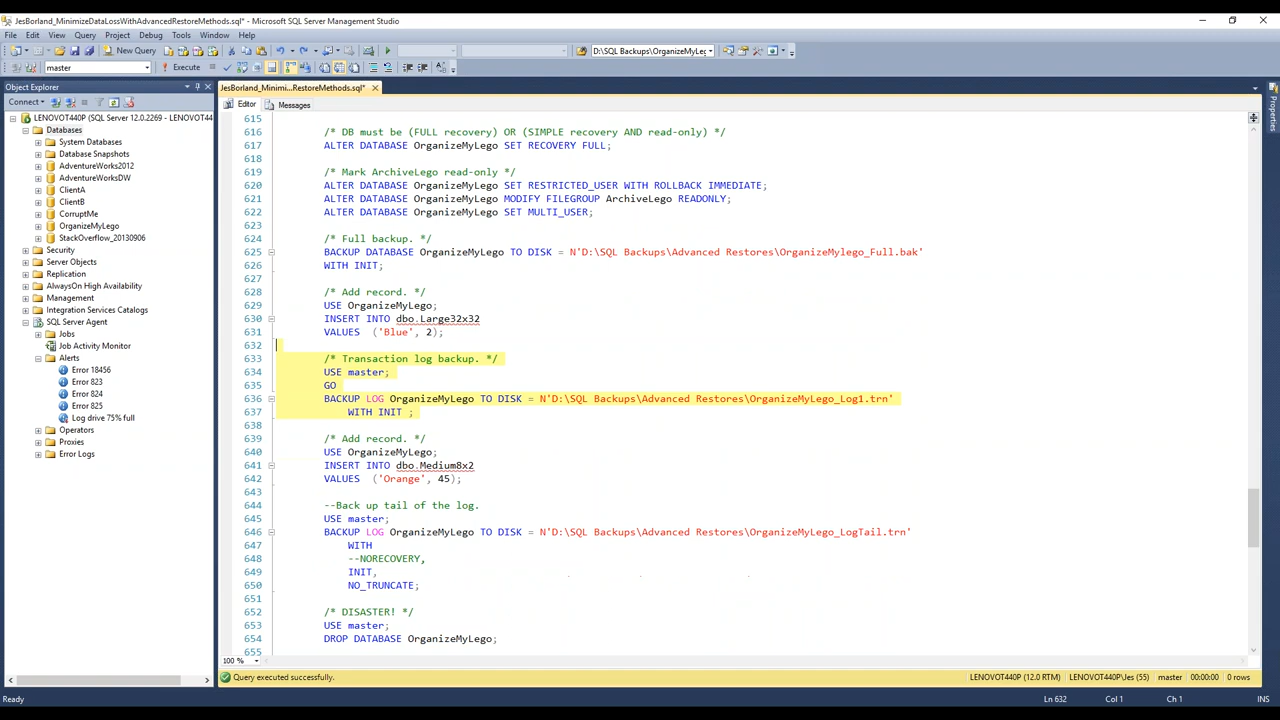 JesBorland_MinimizeDataLossWithAdvancedRestoreMethods.sql* - Microsoft SQL Server Management Studio
File Edit View Query Project Debug Tools Window Help
New Query D:\SQL Backups\OrganizeMyLeg
master Execute
Object Explorer
Connect
LENOVOT440P (SQL Server 12.0.2269 - LENOVOT44
Databases
System Databases
Database Snapshots
AdventureWorks2012
AdventureWorksDW
ClientA
ClientB
CorruptMe
OrganizeMyLego
StackOverflow_20130906
Security
Server Objects
Replication
AlwaysOn High Availability
Management
Integration Services Catalogs
SQL Server Agent
Jobs
Job Activity Monitor
Alerts
Error 18456
Error 823
Error 824
Error 825
Log drive 75% full
Operators
Proxies
Error Logs
JesBorland_Minimi...RestoreMethods.sql*
Editor Messages
615
616 /* DB must be (FULL recovery) OR (SIMPLE recovery AND read-only) */
617 ALTER DATABASE OrganizeMyLego SET RECOVERY FULL;
618
619 /* Mark ArchiveLego read-only */
620 ALTER DATABASE OrganizeMyLego SET RESTRICTED_USER WITH ROLLBACK IMMEDIATE;
621 ALTER DATABASE OrganizeMyLego MODIFY FILEGROUP ArchiveLego READONLY;
622 ALTER DATABASE OrganizeMyLego SET MULTI_USER;
623
624 /* Full backup. */
625 BACKUP DATABASE OrganizeMyLego TO DISK = N'D:\SQL Backups\Advanced Restores\OrganizeMylego_Full.bak'
626 WITH INIT;
627
628 /* Add record. */
629 USE OrganizeMyLego;
630 INSERT INTO dbo.Large32x32
631 VALUES ('Blue', 2);
632
633 /* Transaction log backup. */
634 USE master;
635 GO
636 BACKUP LOG OrganizeMyLego TO DISK = N'D:\SQL Backups\Advanced Restores\OrganizeMyLego_Log1.trn'
637 WITH INIT ;
638
639 /* Add record. */
640 USE OrganizeMyLego;
641 INSERT INTO dbo.Medium8x2
642 VALUES ('Orange', 45);
643
644 --Back up tail of the log.
645 USE master;
646 BACKUP LOG OrganizeMyLego TO DISK = N'D:\SQL Backups\Advanced Restores\OrganizeMyLego_LogTail.trn'
647 WITH
648 --NORECOVERY,
649 INIT,
650 NO_TRUNCATE;
651
652 /* DISASTER! */
653 USE master;
654 DROP DATABASE OrganizeMyLego;
655
100 %
Query executed successfully. LENOVOT440P (12.0 RTM) LENOVOT440P\Jes (55) master 00:00:00 0 rows
Ready Ln 632 Col 1 Ch 1 INS
Properties